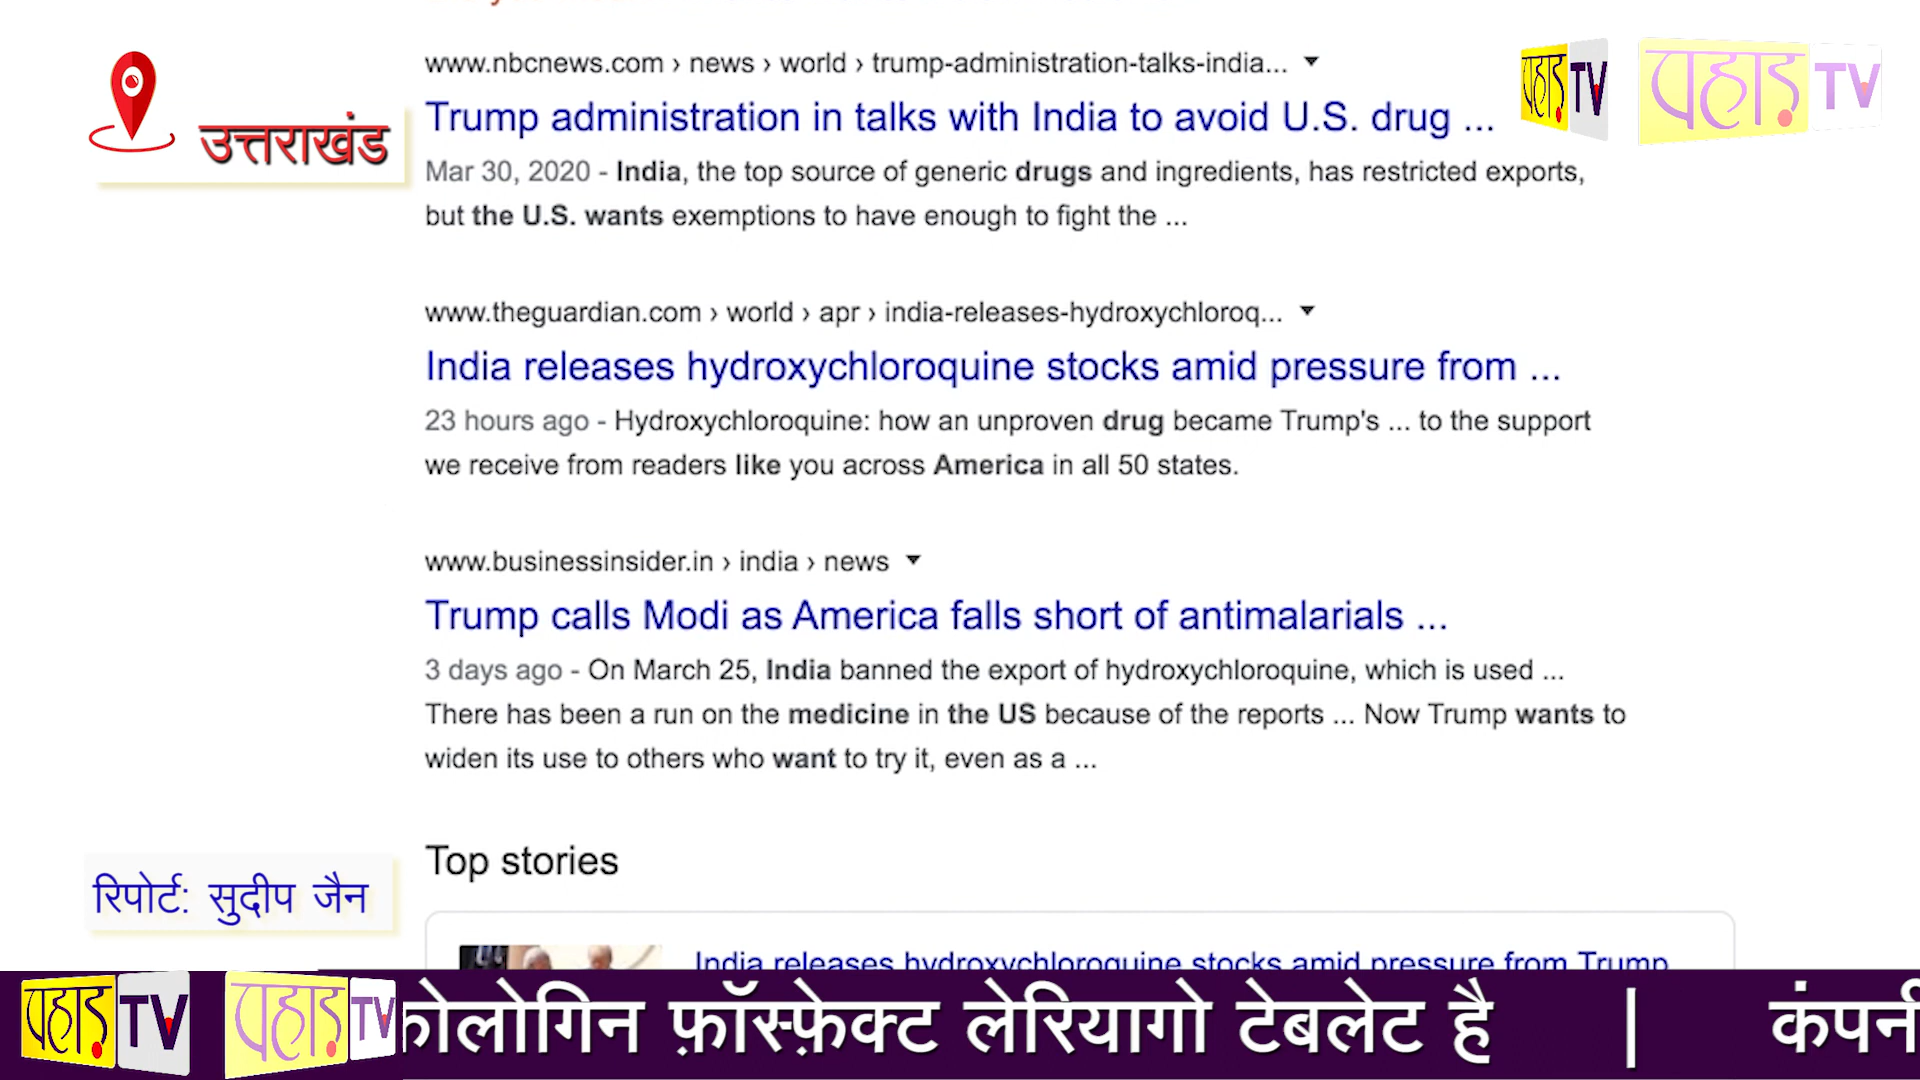 www.nbcnews.com › news › world › trump-administration-talks-india...
Trump administration in talks with India to avoid U.S. drug ...
Mar 30, 2020 - India, the top source of generic drugs and ingredients, has restricted exports,
but the U.S. wants exemptions to have enough to fight the ...
पहाड़ TV
पहाड़ TV
उत्तराखंड
www.theguardian.com › world › apr › india-releases-hydroxychloroq...
India releases hydroxychloroquine stocks amid pressure from ...
23 hours ago - Hydroxychloroquine: how an unproven drug became Trump's ... to the support
we receive from readers like you across America in all 50 states.
www.businessinsider.in › india › news
Trump calls Modi as America falls short of antimalarials ...
3 days ago - On March 25, India banned the export of hydroxychloroquine, which is used ...
There has been a run on the medicine in the US because of the reports ... Now Trump wants to
widen its use to others who want to try it, even as a ...
Top stories
रिपोर्ट: सुदीप जैन
India releases hydroxychloroquine stocks amid pressure from Trump
पहाड़ TV
पहाड़ TV
कोलोगिन फ़ॉस्फ़ेक्ट लेरियागो टेबलेट है | कंपनी